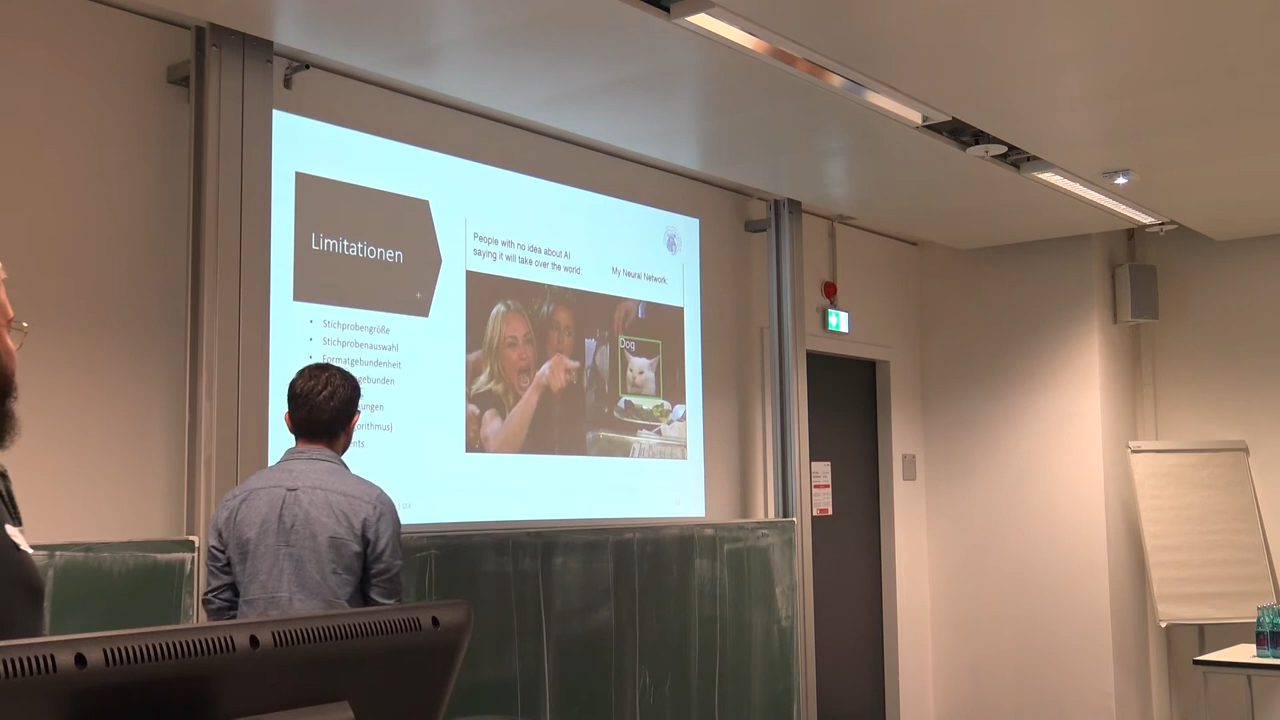 Limitationen
Stichprobengröße
Stichprobenauswahl
Formatgebundenheit
gebunden
ungen
orithmus)
ents
People with no idea about AI
saying it will take over the world:
My Neural Network:
Dog